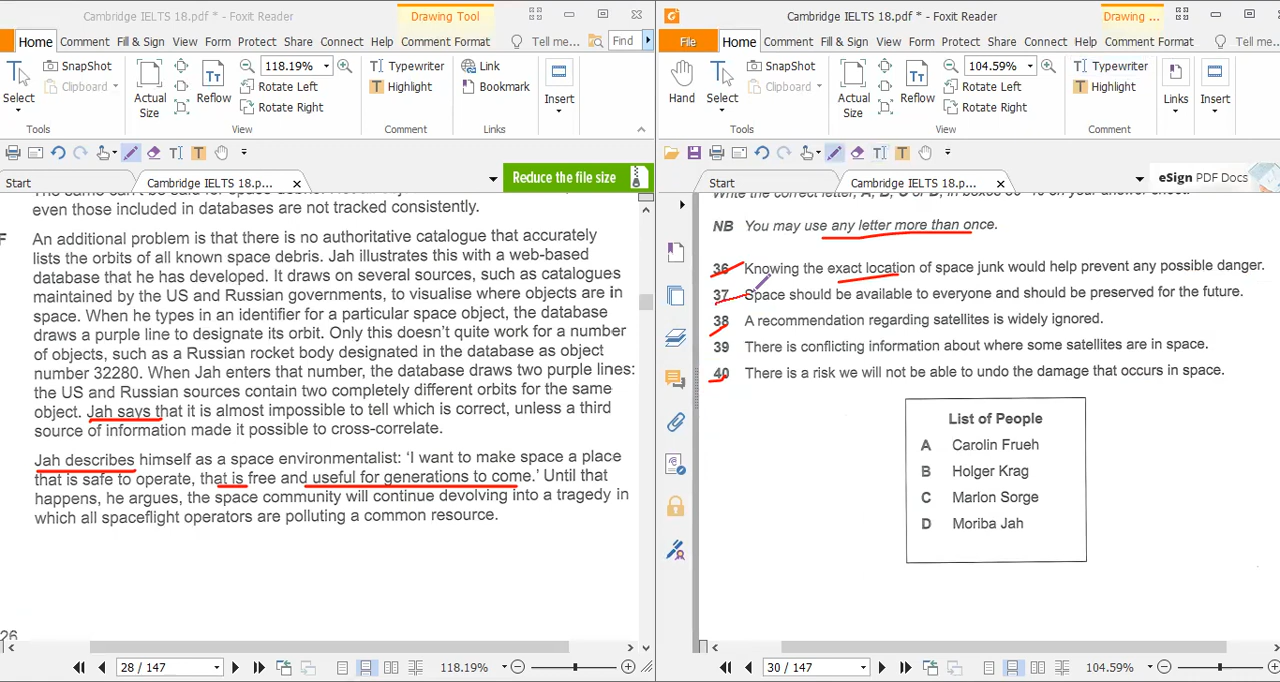 Cambridge IELTS 18.pdf * - Foxit Reader
Drawing Tool
Home Comment Fill & Sign View Form Protect Share Connect Help Comment Format Tell me... Find
Select
SnapShot
Clipboard
Actual Size
Reflow
118.19%
Rotate Left
Rotate Right
Typewriter
Highlight
Link
Bookmark
Insert
Tools View Comment Links
Reduce the file size
Start Cambridge IELTS 18.p...
even those included in databases are not tracked consistently.
F An additional problem is that there is no authoritative catalogue that accurately
lists the orbits of all known space debris. Jah illustrates this with a web-based
database that he has developed. It draws on several sources, such as catalogues
maintained by the US and Russian governments, to visualise where objects are in
space. When he types in an identifier for a particular space object, the database
draws a purple line to designate its orbit. Only this doesn't quite work for a number
of objects, such as a Russian rocket body designated in the database as object
number 32280. When Jah enters that number, the database draws two purple lines:
the US and Russian sources contain two completely different orbits for the same
object. Jah says that it is almost impossible to tell which is correct, unless a third
source of information made it possible to cross-correlate.
Jah describes himself as a space environmentalist: 'I want to make space a place
that is safe to operate, that is free and useful for generations to come.' Until that
happens, he argues, the space community will continue devolving into a tragedy in
which all spaceflight operators are polluting a common resource.
26
28 / 147
118.19%
Cambridge IELTS 18.pdf * - Foxit Reader
Drawing ...
File Home Comment Fill & Sign View Form Protect Share Connect Help Comment Format Tell me...
Hand
Select
SnapShot
Clipboard
Actual Size
Reflow
104.59%
Rotate Left
Rotate Right
Typewriter
Highlight
Links
Insert
Tools View Comment
eSign PDF Docs
Start Cambridge IELTS 18.p...
NB You may use any letter more than once.
36 Knowing the exact location of space junk would help prevent any possible danger.
37 Space should be available to everyone and should be preserved for the future.
38 A recommendation regarding satellites is widely ignored.
39 There is conflicting information about where some satellites are in space.
40 There is a risk we will not be able to undo the damage that occurs in space.
List of People
A Carolin Frueh
B Holger Krag
C Marlon Sorge
D Moriba Jah
30 / 147
104.59%